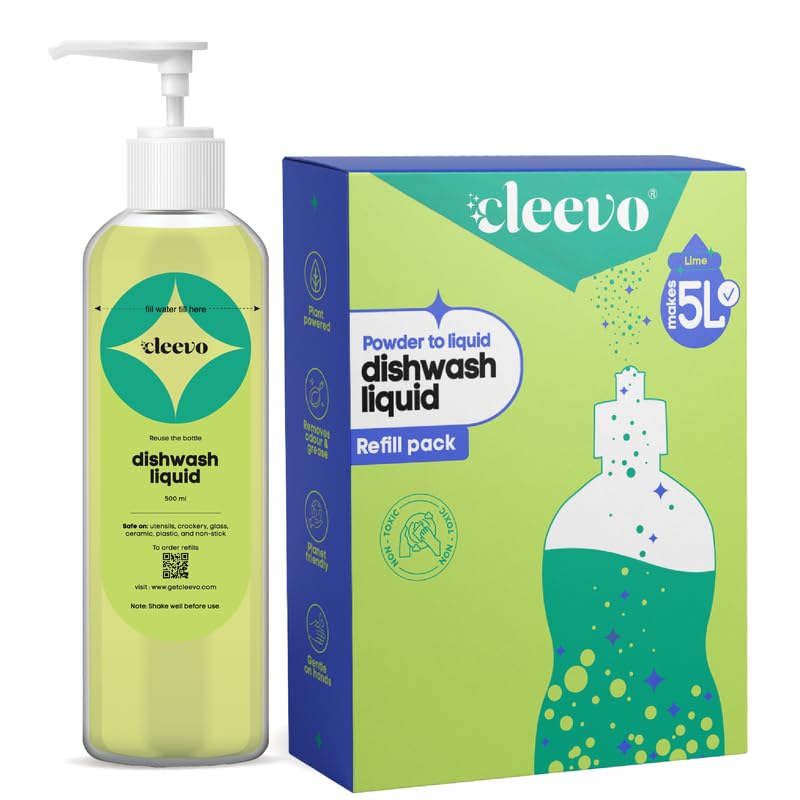 fill water till here
cleevo
Reuse the bottle
dishwash
liquid
500 ml
Safe on: utensils, crockery, glass,
ceramic, plastic, and non-stick
To order refills
visit : www.getcleevo.com
Note: Shake well before use.
cleevo®
Lime
makes
5L
Powder to liquid
dishwash
liquid
Refill pack
NON - TOXIC
NON - TOXIC
Plant
powered
Removes
odour &
grease
Planet
friendly
Gentle
on hands